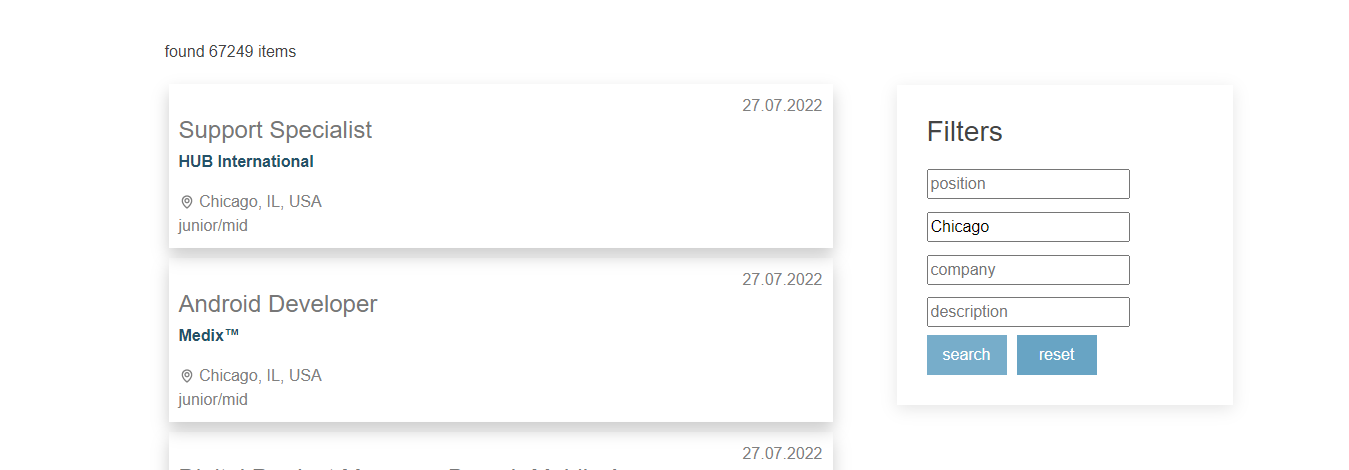 found 67249 items
27.07.2022
Support Specialist
HUB International
Chicago, IL, USA
junior/mid
27.07.2022
Android Developer
Medix™
Chicago, IL, USA
junior/mid
27.07.2022
Filters
position
Chicago
company
description
search reset